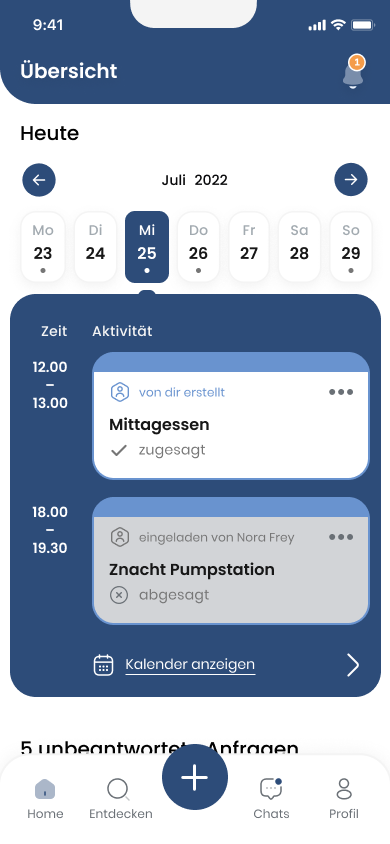 9:41
Übersicht
1
Heute
Juli 2022
Mo Di Mi Do Fr Sa So
23 24 25 26 27 28 29
Zeit Aktivität
12.00
–
13.00
von dir erstellt
Mittagessen
zugesagt
18.00
–
19.30
eingeladen von Nora Frey
Znacht Pumpstation
abgesagt
Kalender anzeigen
5 unbeantwortete Anfragen
Home Entdecken Chats Profil